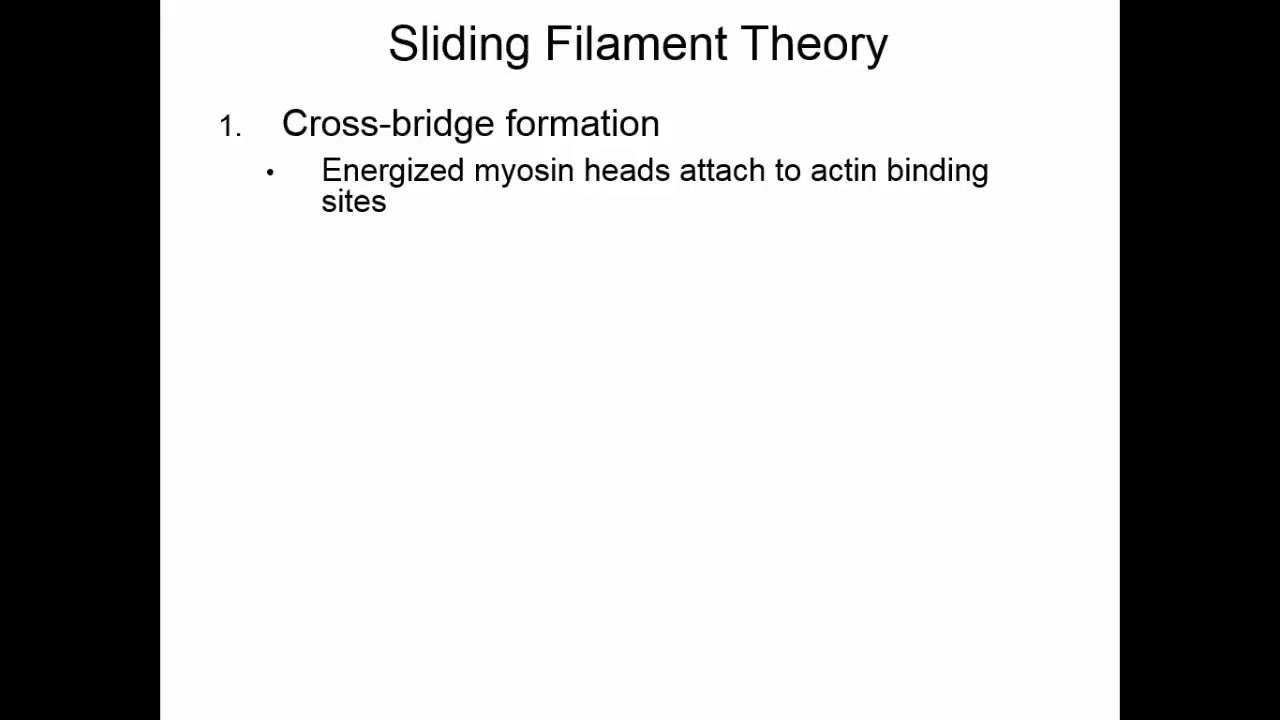 Sliding Filament Theory
1. Cross-bridge formation
• Energized myosin heads attach to actin binding
sites